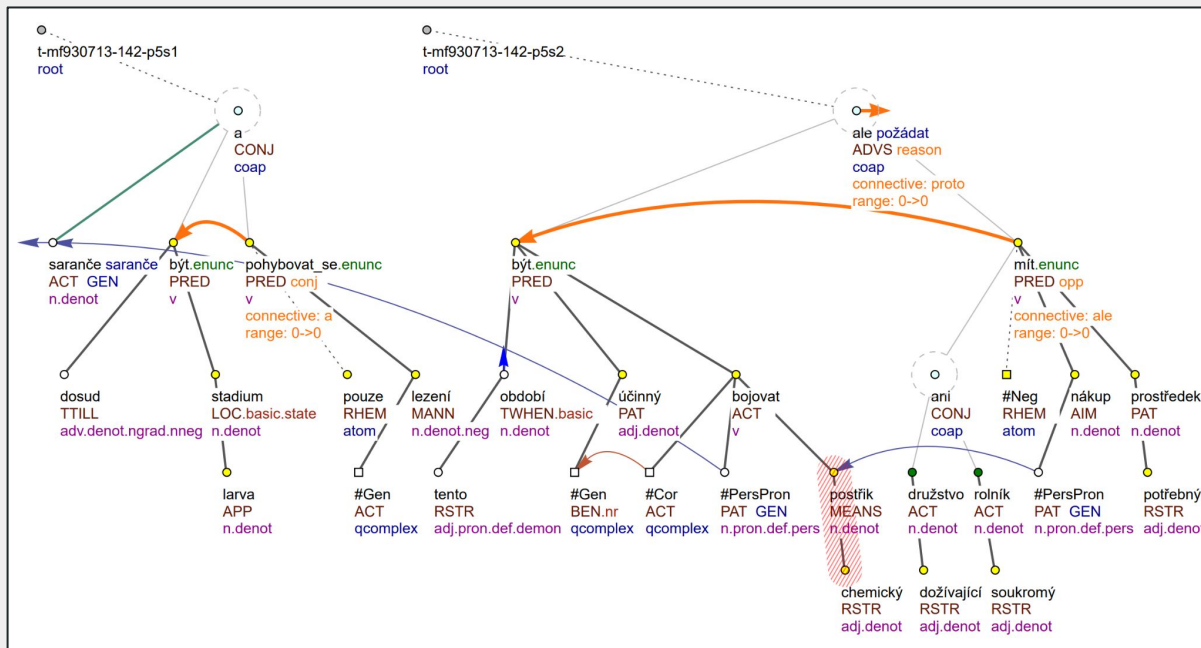 t-mf930713-142-p5s1
root
t-mf930713-142-p5s2
root
a
CONJ
coap
ale požádat
ADVS reason
coap
connective: proto
range: 0->0
saranče saranče
ACT GEN
n.denot
být.enunc
PRED
v
pohybovat_se.enunc
PRED conj
v
connective: a
range: 0->0
být.enunc
PRED
v
mít.enunc
PRED opp
v
connective: ale
range: 0->0
dosud
TTILL
adv.denot.ngrad.nneg
stadium
LOC.basic.state
n.denot
pouze
RHEM
atom
lezení
MANN
n.denot.neg
období
TWHEN.basic
n.denot
účinný
PAT
adj.denot
bojovat
ACT
v
ani
CONJ
coap
#Neg
RHEM
atom
nákup
AIM
n.denot
prostředek
PAT
n.denot
larva
APP
n.denot
#Gen
ACT
qcomplex
tento
RSTR
adj.pron.def.demon
#Gen
BEN.nr
qcomplex
#Cor
ACT
qcomplex
#PersPron
PAT GEN
n.pron.def.pers
postřik
MEANS
n.denot
družstvo
ACT
n.denot
rolník
ACT
n.denot
#PersPron
PAT GEN
n.pron.def.pers
potřebný
RSTR
adj.denot
chemický
RSTR
adj.denot
dožívající
RSTR
adj.denot
soukromý
RSTR
adj.denot